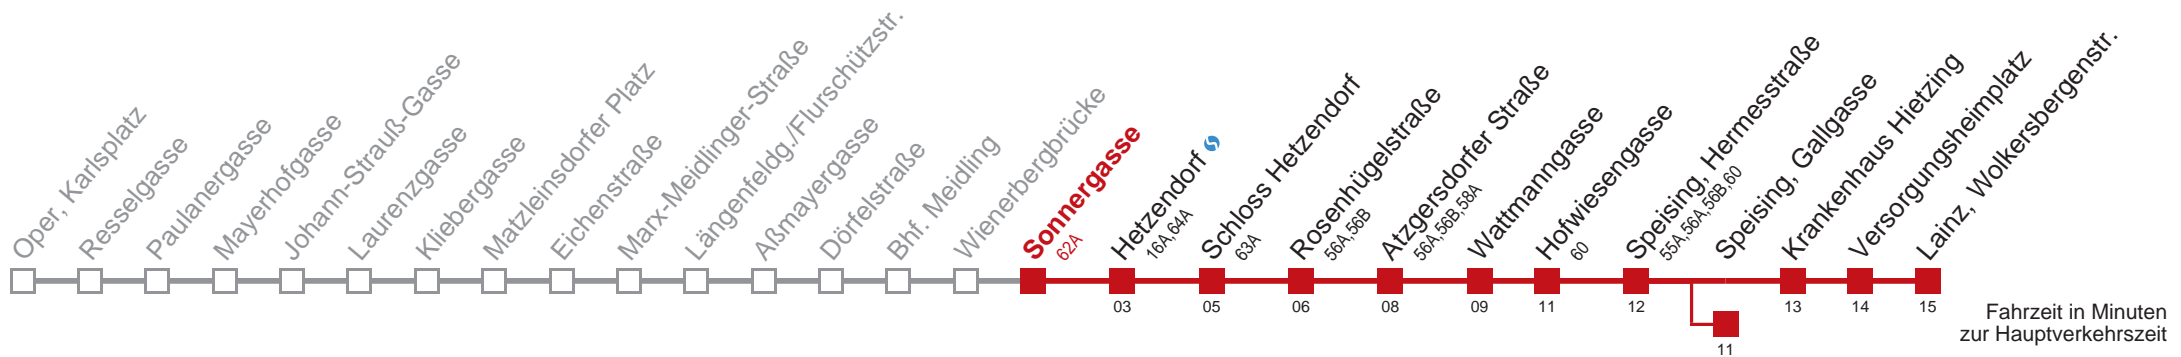 Oper, Karlsplatz
Resselgasse
Paulanergasse
Mayerhofgasse
Johann-Strauß-Gasse
Laurenzgasse
Kliebergasse
Matzleinsdorfer Platz
Eichenstraße
Marx-Meidlinger-Straße
Längenfeldg./Flurschützstr.
Aßmayergasse
Dörfelstraße
Bhf. Meidling
Wienerbergbrücke
Sonnergasse
62A
Hetzendorf
16A,64A
03
Schloss Hetzendorf
63A
05
Rosenhügelstraße
56A,56B
06
Atzgersdorfer Straße
56A,56B,58A
08
Wattmanngasse
09
Hofwiesengasse
60
11
Speising, Hermesstraße
55A,56A,56B,60
12
Speising, Gallgasse
11
Krankenhaus Hietzing
13
Versorgungsheimplatz
14
Lainz, Wolkersbergenstr.
15
Fahrzeit in Minuten
zur Hauptverkehrszeit